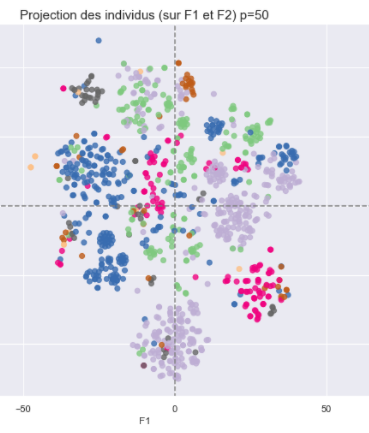 Projection des individus (sur F1 et F2) p=50
−50
0
50
F1